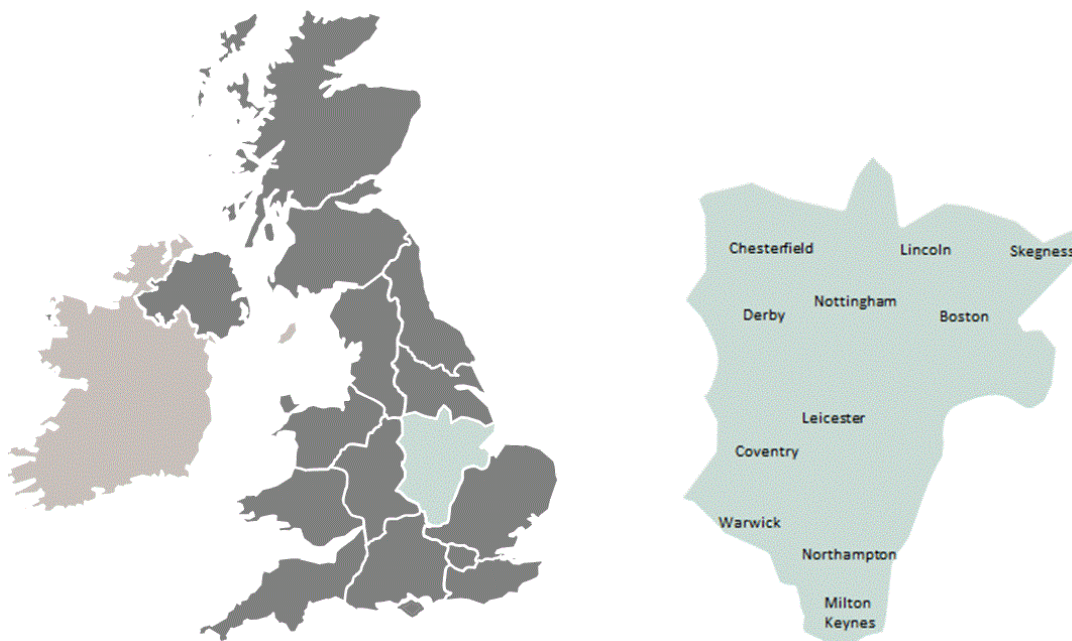 Chesterfield
Lincoln
Skegness
Nottingham
Derby
Boston
Leicester
Coventry
Warwick
Northampton
Milton
Keynes